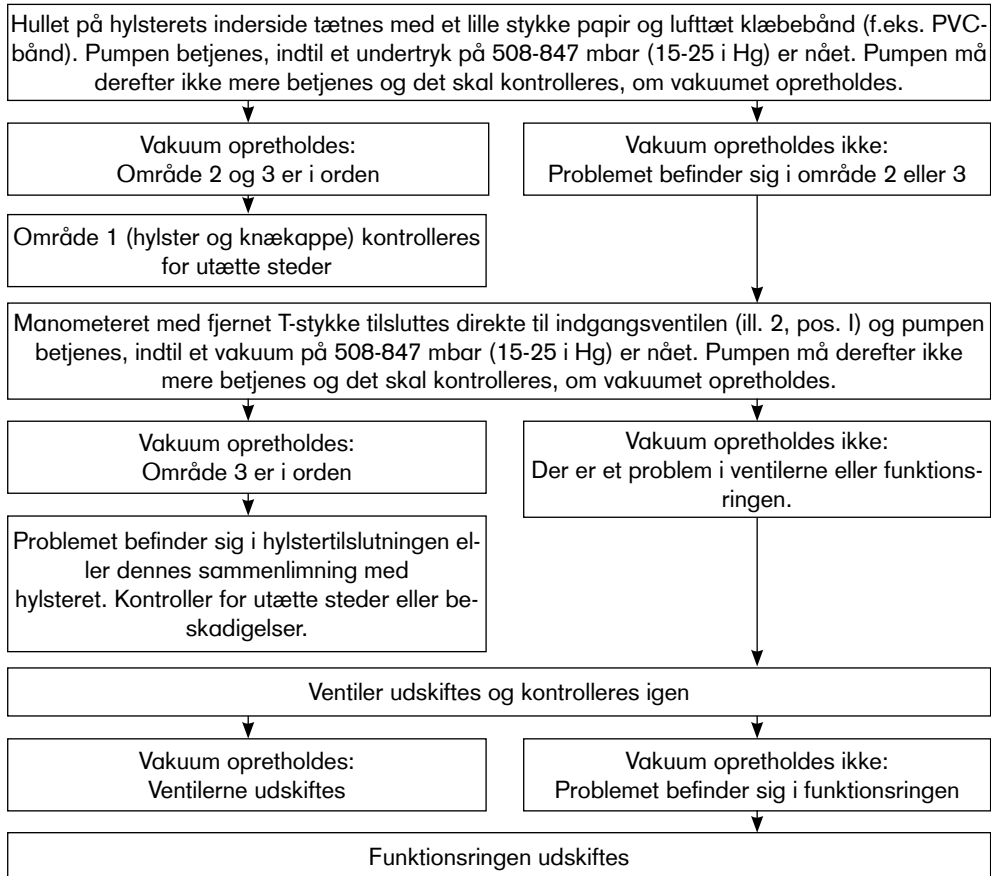 Hullet på hylsterets inderside tætnes med et lille stykke papir og lufttæt klæbebånd (f.eks. PVC-
bånd). Pumpen betjenes, indtil et undertryk på 508-847 mbar (15-25 i Hg) er nået. Pumpen må
derefter ikke mere betjenes og det skal kontrolleres, om vakuumet opretholdes.
Vakuum opretholdes:
Område 2 og 3 er i orden
Vakuum opretholdes ikke:
Problemet befinder sig i område 2 eller 3
Område 1 (hylster og knækappe) kontrolleres
for utætte steder
Manometeret med fjernet T-stykke tilsluttes direkte til indgangsventilen (ill. 2, pos. I) og pumpen
betjenes, indtil et vakuum på 508-847 mbar (15-25 i Hg) er nået. Pumpen må derefter ikke
mere betjenes og det skal kontrolleres, om vakuumet opretholdes.
Vakuum opretholdes:
Område 3 er i orden
Vakuum opretholdes ikke:
Der er et problem i ventilerne eller funktions-
ringen.
Problemet befinder sig i hylstertilslutningen el-
ler dennes sammenlimning med
hylsteret. Kontroller for utætte steder eller be-
skadigelser.
Ventiler udskiftes og kontrolleres igen
Vakuum opretholdes:
Ventilerne udskiftes
Vakuum opretholdes ikke:
Problemet befinder sig i funktionsringen
Funktionsringen udskiftes